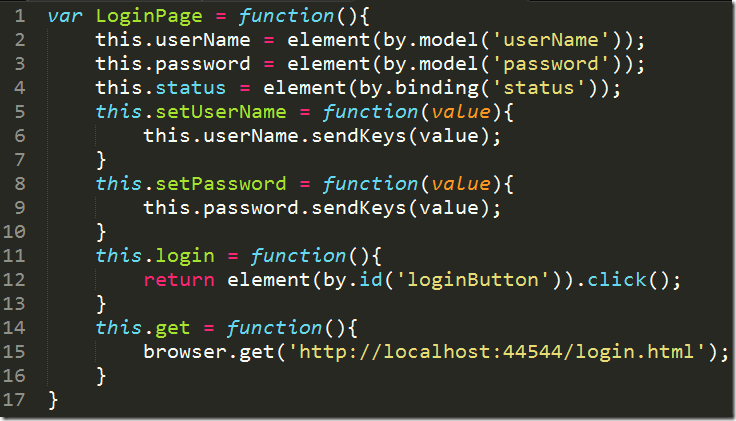 1 var LoginPage = function(){
2     this.userName = element(by.model('userName'));
3     this.password = element(by.model('password'));
4     this.status = element(by.binding('status'));
5     this.setUserName = function(value){
6         this.userName.sendKeys(value);
7     }
8     this.setPassword = function(value){
9         this.password.sendKeys(value);
10     }
11     this.login = function(){
12         return element(by.id('loginButton')).click();
13     }
14     this.get = function(){
15         browser.get('http://localhost:44544/login.html');
16     }
17 }